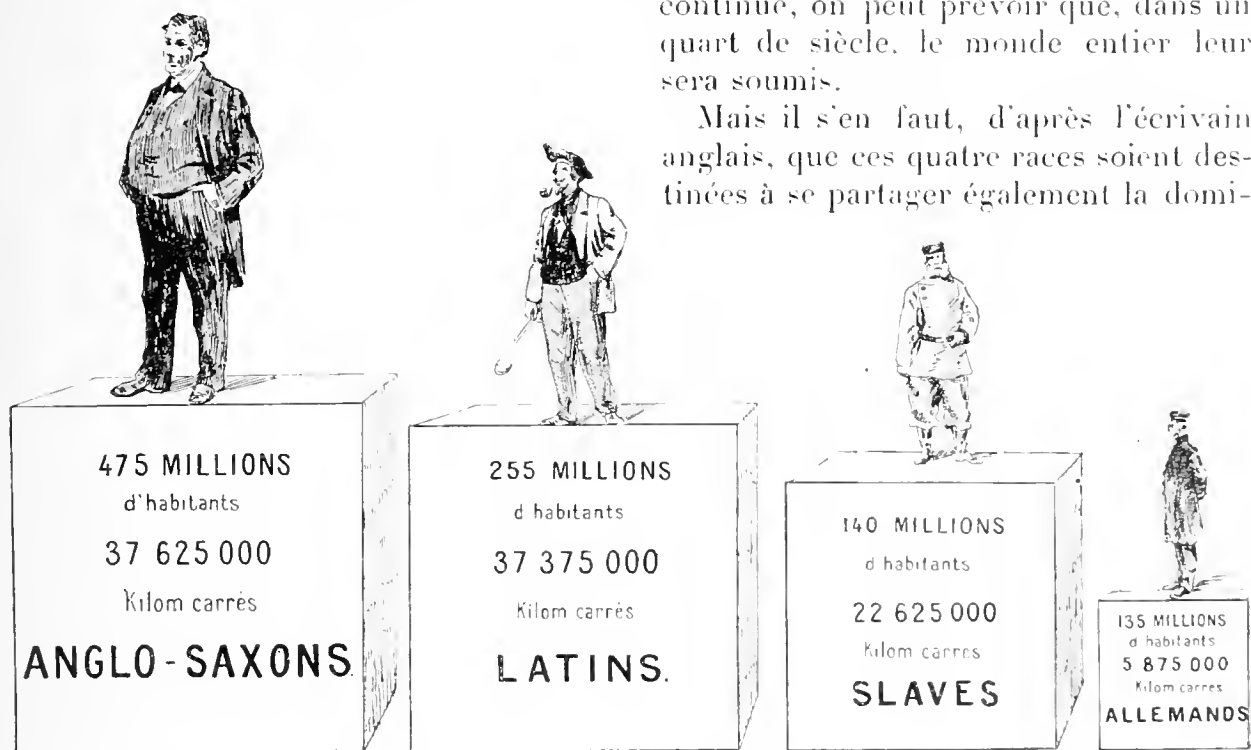 continue, on peut prévoir que, dans un
quart de siècle, le monde entier leur
sera soumis.
Mais il s'en faut, d'après l'écrivain
anglais, que ces quatre races soient des-
tinées à se partager également la domi-
475 MILLIONS
d'habitants
37 625 000
Kilom carrés
ANGLO-SAXONS.
255 MILLIONS
d habitants
37 375 000
Kilom carrés
LATINS.
140 MILLIONS
d habitants
22 625 000
Kilom carres
SLAVES
135 MILLIONS
d habitants
5 875 000
Kilom carres
ALLEMANDS